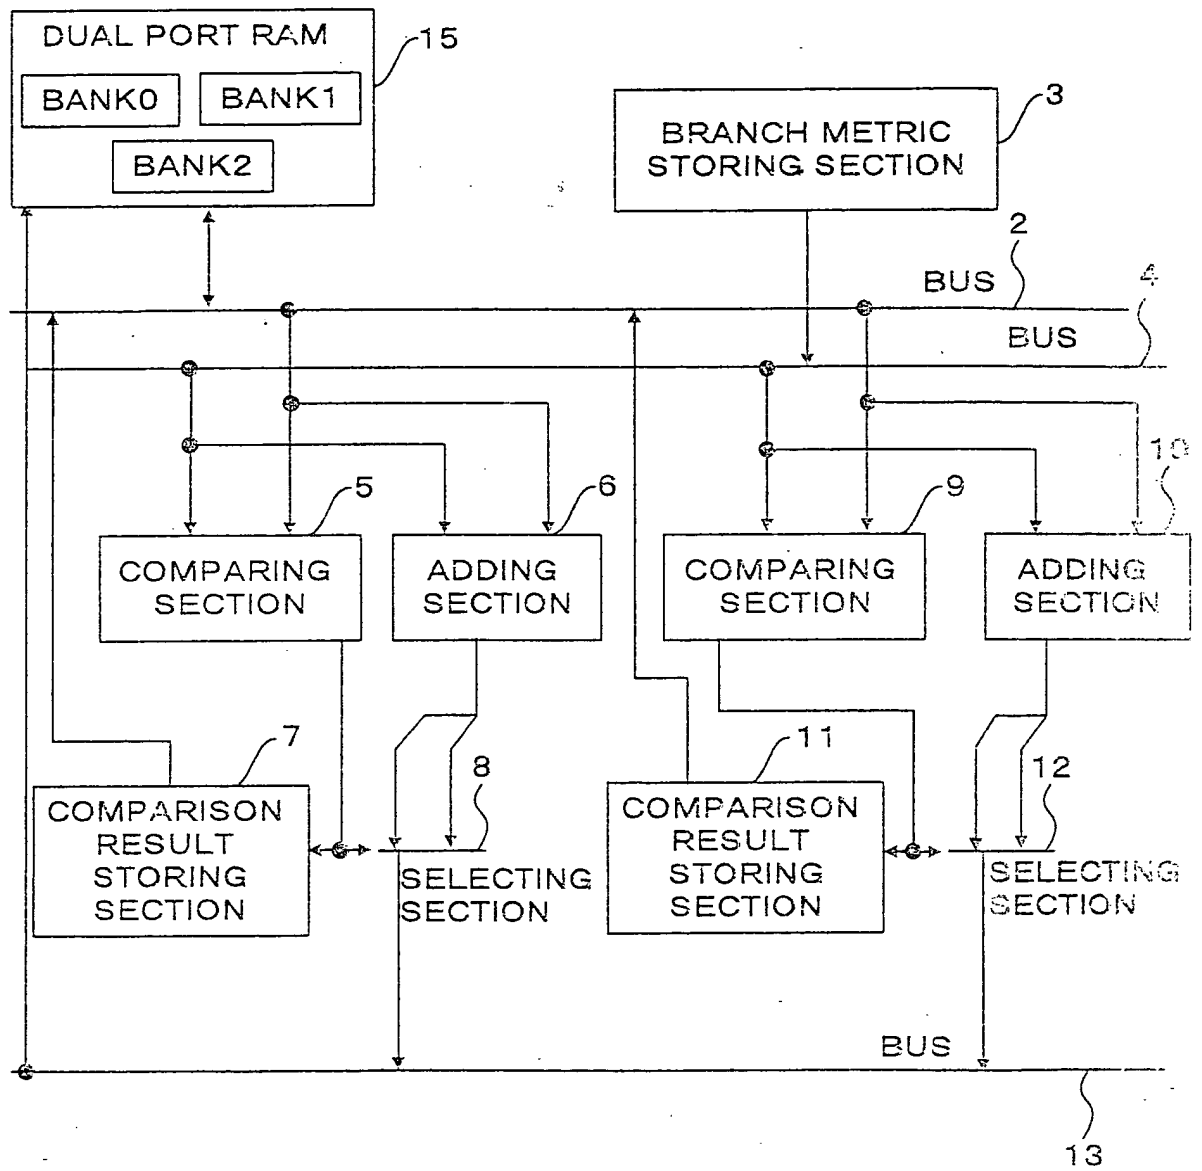 DUAL PORT RAM
15
BANK0
BANK1
BANK2
3
BRANCH METRIC
STORING SECTION
2
BUS
4
BUS
5
6
9
10
COMPARING
SECTION
ADDING
SECTION
COMPARING
SECTION
ADDING
SECTION
7
8
11
12
COMPARISON
RESULT
STORING
SECTION
SELECTING
SECTION
COMPARISON
RESULT
STORING
SECTION
SELECTING
SECTION
BUS
13